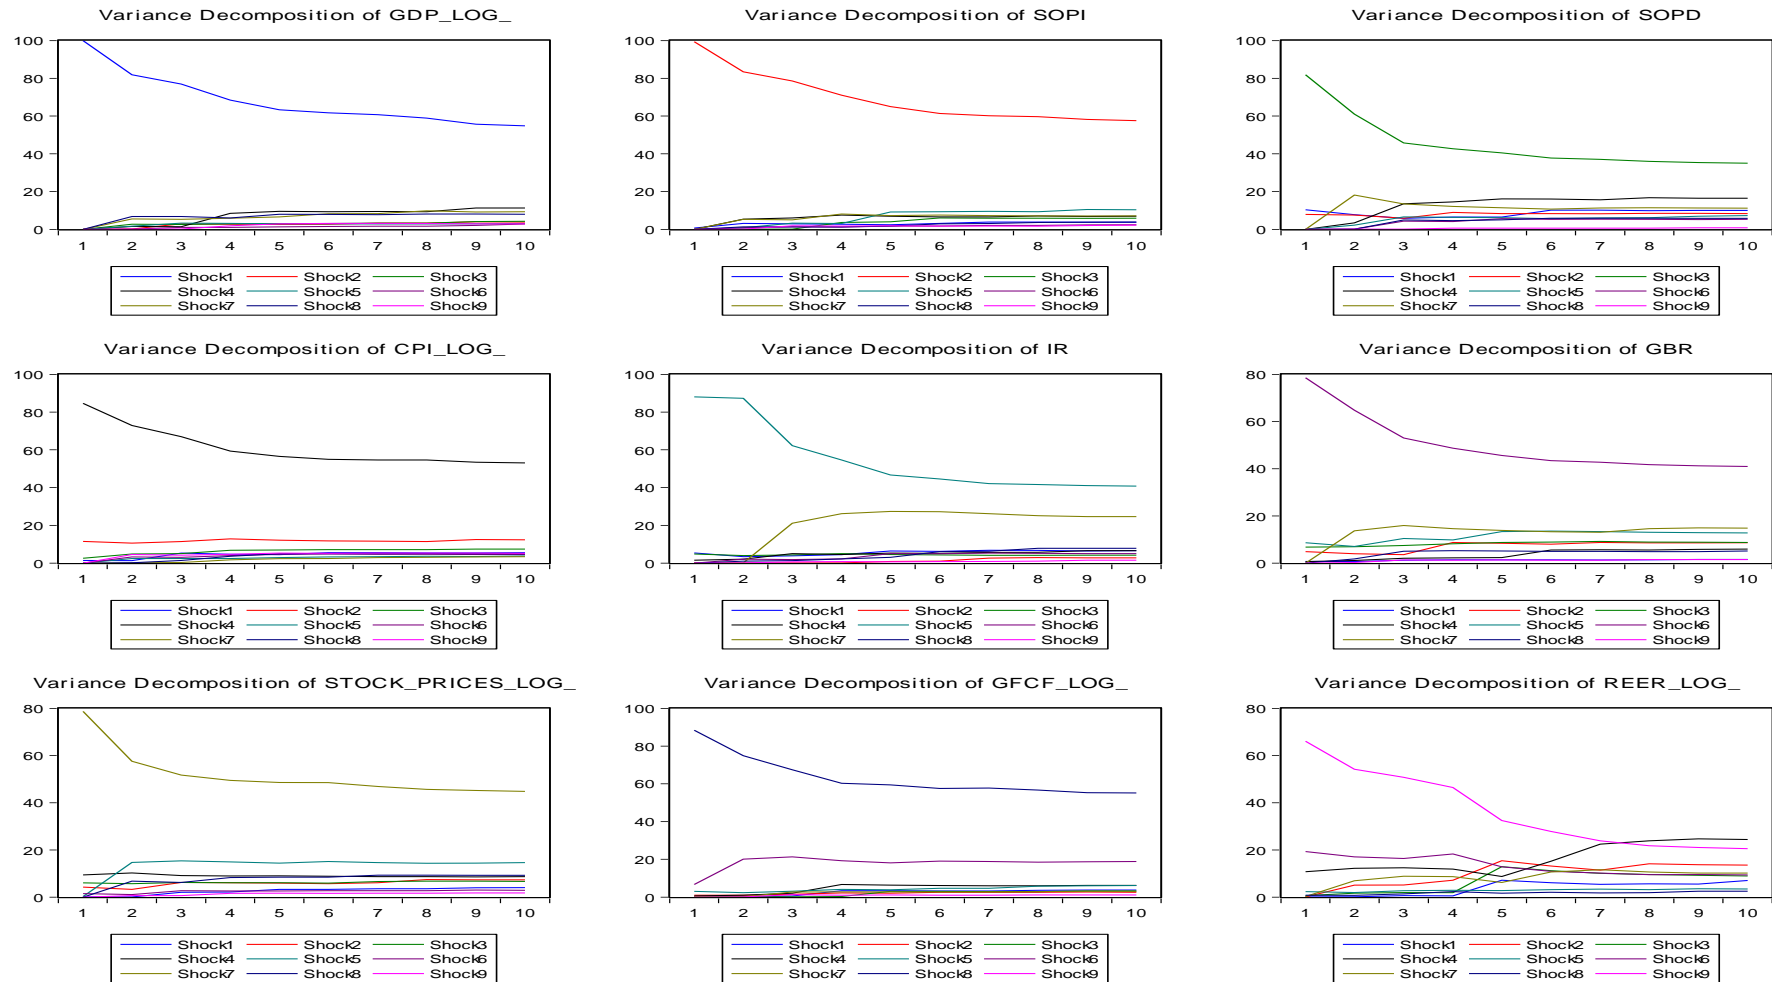 Variance Decomposition of GDP_LOG_
100
80
60
40
20
0
1 2 3 4 5 6 7 8 9 10
Shock1 Shock2 Shock3
Shock4 Shock5 Shock6
Shock7 Shock8 Shock9
Variance Decomposition of SOPI
100
80
60
40
20
0
1 2 3 4 5 6 7 8 9 10
Shock1 Shock2 Shock3
Shock4 Shock5 Shock6
Shock7 Shock8 Shock9
Variance Decomposition of SOPD
100
80
60
40
20
0
1 2 3 4 5 6 7 8 9 10
Shock1 Shock2 Shock3
Shock4 Shock5 Shock6
Shock7 Shock8 Shock9
Variance Decomposition of CPI_LOG_
100
80
60
40
20
0
1 2 3 4 5 6 7 8 9 10
Shock1 Shock2 Shock3
Shock4 Shock5 Shock6
Shock7 Shock8 Shock9
Variance Decomposition of IR
100
80
60
40
20
0
1 2 3 4 5 6 7 8 9 10
Shock1 Shock2 Shock3
Shock4 Shock5 Shock6
Shock7 Shock8 Shock9
Variance Decomposition of GBR
80
60
40
20
0
1 2 3 4 5 6 7 8 9 10
Shock1 Shock2 Shock3
Shock4 Shock5 Shock6
Shock7 Shock8 Shock9
Variance Decomposition of STOCK_PRICES_LOG_
80
60
40
20
0
1 2 3 4 5 6 7 8 9 10
Shock1 Shock2 Shock3
Shock4 Shock5 Shock6
Shock7 Shock8 Shock9
Variance Decomposition of GFCF_LOG_
100
80
60
40
20
0
1 2 3 4 5 6 7 8 9 10
Shock1 Shock2 Shock3
Shock4 Shock5 Shock6
Shock7 Shock8 Shock9
Variance Decomposition of REER_LOG_
80
60
40
20
0
1 2 3 4 5 6 7 8 9 10
Shock1 Shock2 Shock3
Shock4 Shock5 Shock6
Shock7 Shock8 Shock9